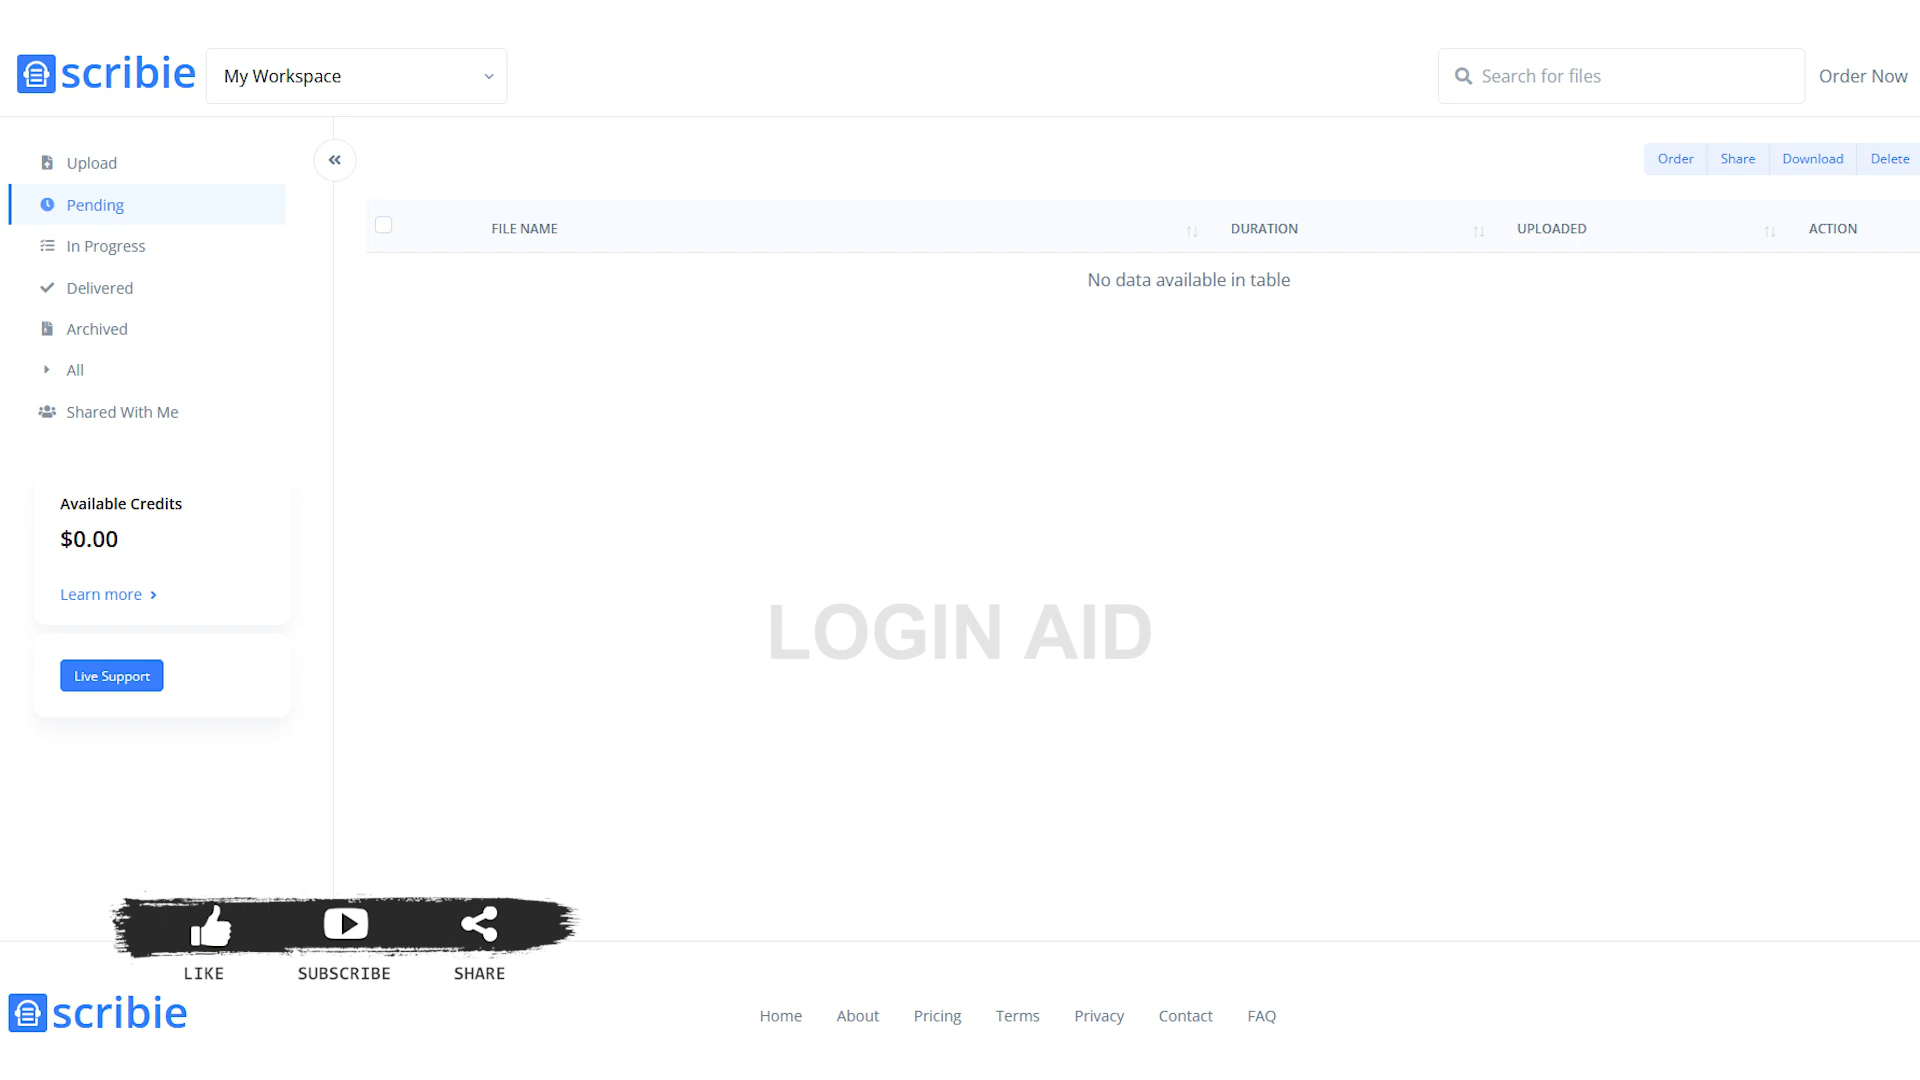 scribie
My Workspace
Search for files
Order Now
Upload
Pending
In Progress
Delivered
Archived
All
Shared With Me
Order Share Download Delete
FILE NAME DURATION UPLOADED ACTION
No data available in table
Available Credits
$0.00
Learn more
Live Support
LOGIN AID
LIKE SUBSCRIBE SHARE
scribie
Home About Pricing Terms Privacy Contact FAQ